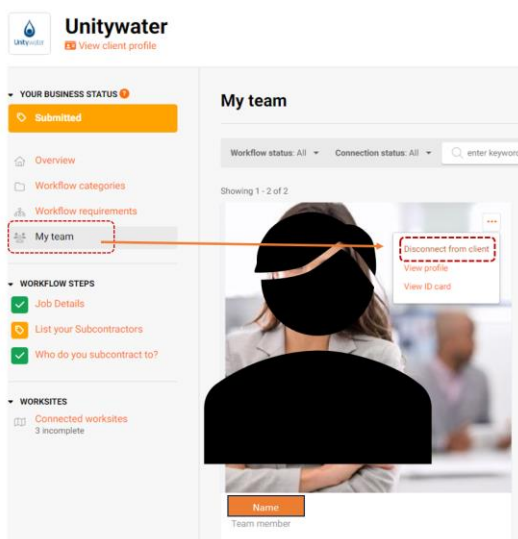 Unitywater
Unitywater
View client profile
YOUR BUSINESS STATUS ?
Submitted
Overview
Workflow categories
Workflow requirements
My team
WORKFLOW STEPS
Job Details
List your Subcontractors
Who do you subcontract to?
WORKSITES
Connected worksites
3 incomplete
My team
Workflow status: All Connection status: All enter keyword
Showing 1 - 2 of 2
...
Disconnect from client
View profile
View ID card
Name
Team member